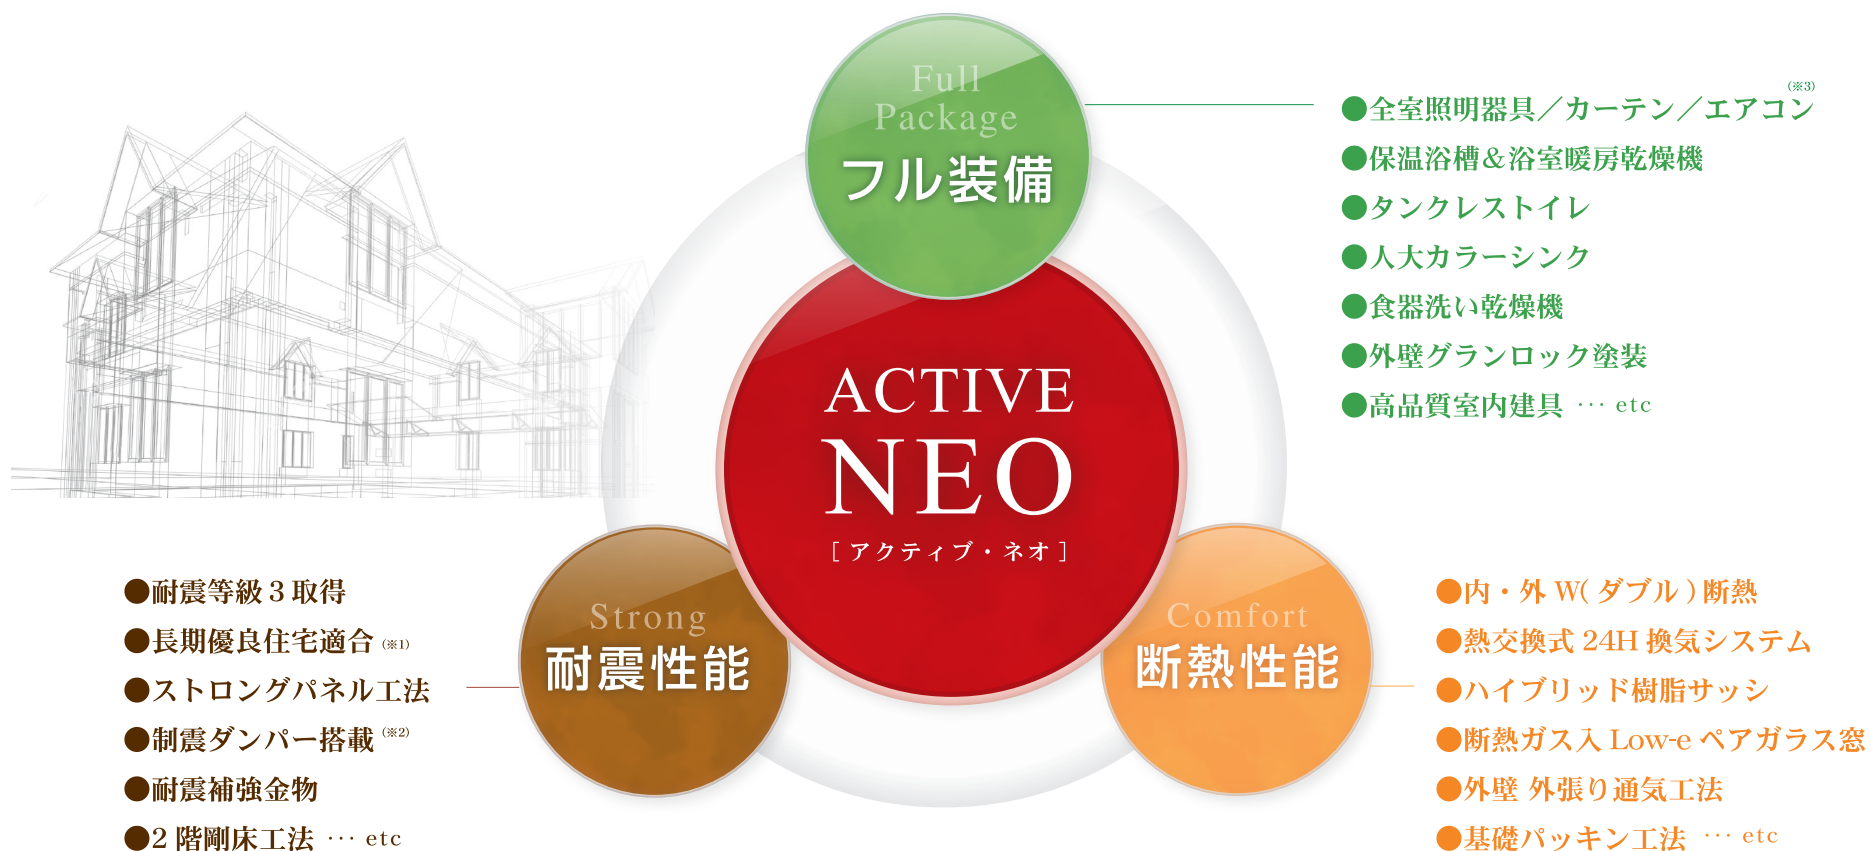 Full
Package
フル装備
(※3)
●全室照明器具／カーテン／エアコン
●保温浴槽＆浴室暖房乾燥機
●タンクレストイレ
●人大カラーシンク
●食器洗い乾燥機
●外壁グランロック塗装
●高品質室内建具 … etc
ACTIVE
NEO
[ アクティブ・ネオ ]
Strong
耐震性能
●耐震等級3取得
●長期優良住宅適合 (※1)
●ストロングパネル工法
●制震ダンパー搭載 (※2)
●耐震補強金物
●2階剛床工法 … etc
Comfort
断熱性能
●内・外 W( ダブル ) 断熱
●熱交換式 24H 換気システム
●ハイブリッド樹脂サッシ
●断熱ガス入 Low-e ペアガラス窓
●外壁 外張り通気工法
●基礎パッキン工法 … etc